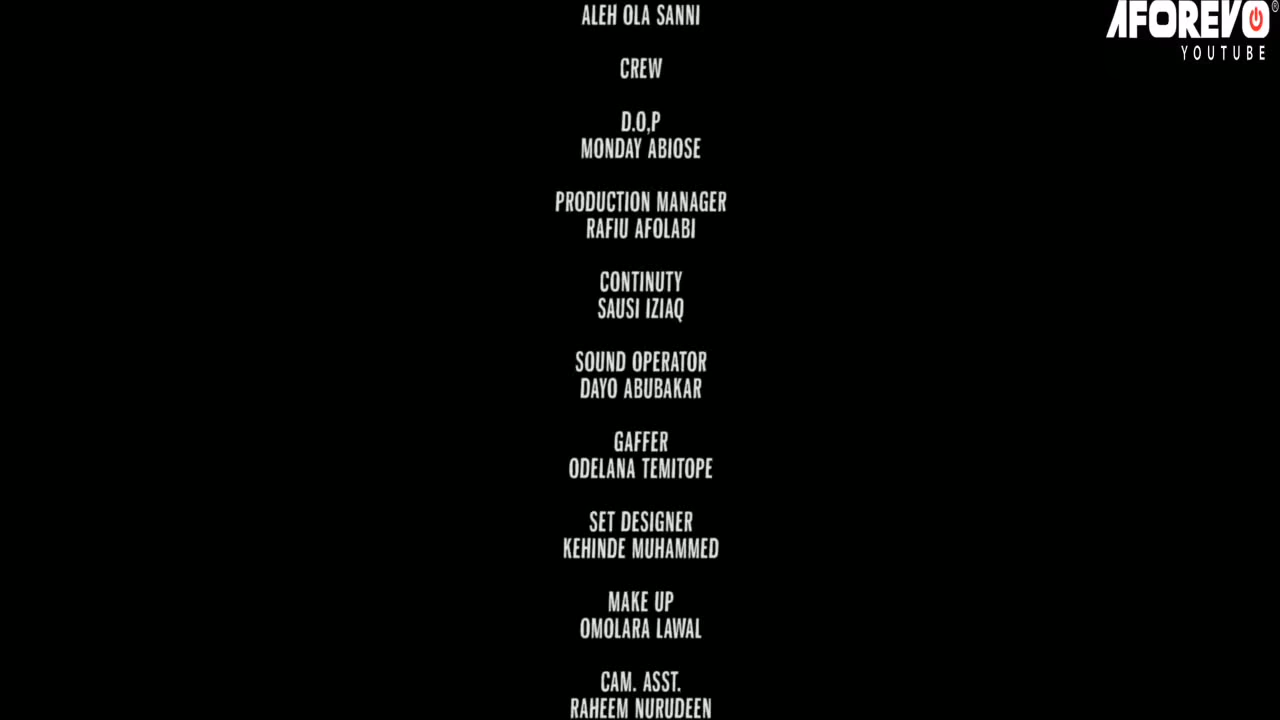 ALEH OLA SANNI
AFOREVO®
YOUTUBE
CREW
D.O,P
MONDAY ABIOSE
PRODUCTION MANAGER
RAFIU AFOLABI
CONTINUTY
SAUSI IZIAQ
SOUND OPERATOR
DAYO ABUBAKAR
GAFFER
ODELANA TEMITOPE
SET DESIGNER
KEHINDE MUHAMMED
MAKE UP
OMOLARA LAWAL
CAM. ASST.
RAHEEM NURUDEEN